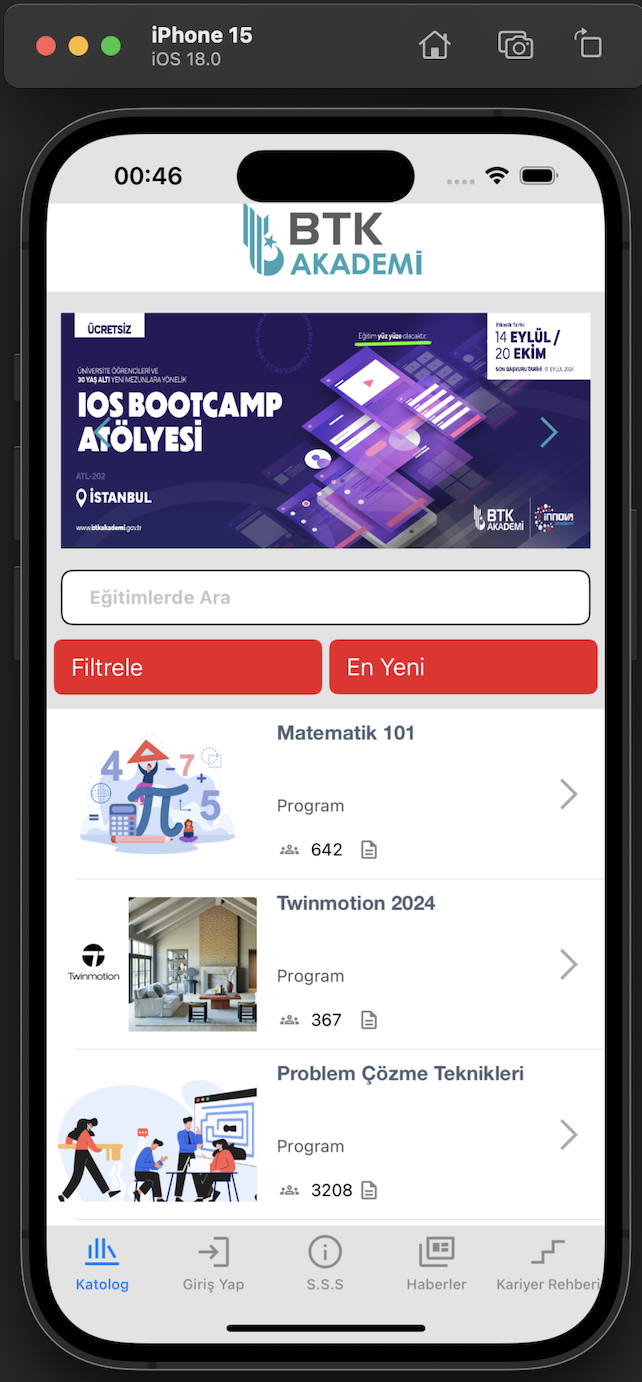 iPhone 15
iOS 18.0
00:46
BTK
AKADEMİ
ÜCRETSİZ
Eğitim yüz yüze olacaktır.
Etkinlik Tarihi
14 EYLÜL /
20 EKİM
SON BAŞVURU TARİHİ: 6 EYLÜL 2024
ÜNİVERSİTE ÖĞRENCİLERİ VE
30 YAŞ ALTI YENİ MEZUNLARA YÖNELİK
IOS BOOTCAMP
ATÖLYESİ
ATL-202
İSTANBUL
www.btkakademi.gov.tr
BTK
AKADEMİ
innova
Eğitimlerde Ara
Filtrele
En Yeni
Matematik 101
Program
642
Twinmotion 2024
Twinmotion
Program
367
Problem Çözme Teknikleri
Program
3208
Katolog
Giriş Yap
S.S.S
Haberler
Kariyer Rehberi